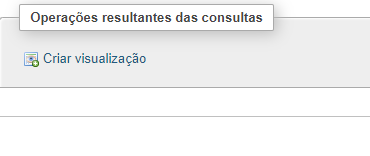 Operações resultantes das consultas
Criar visualização